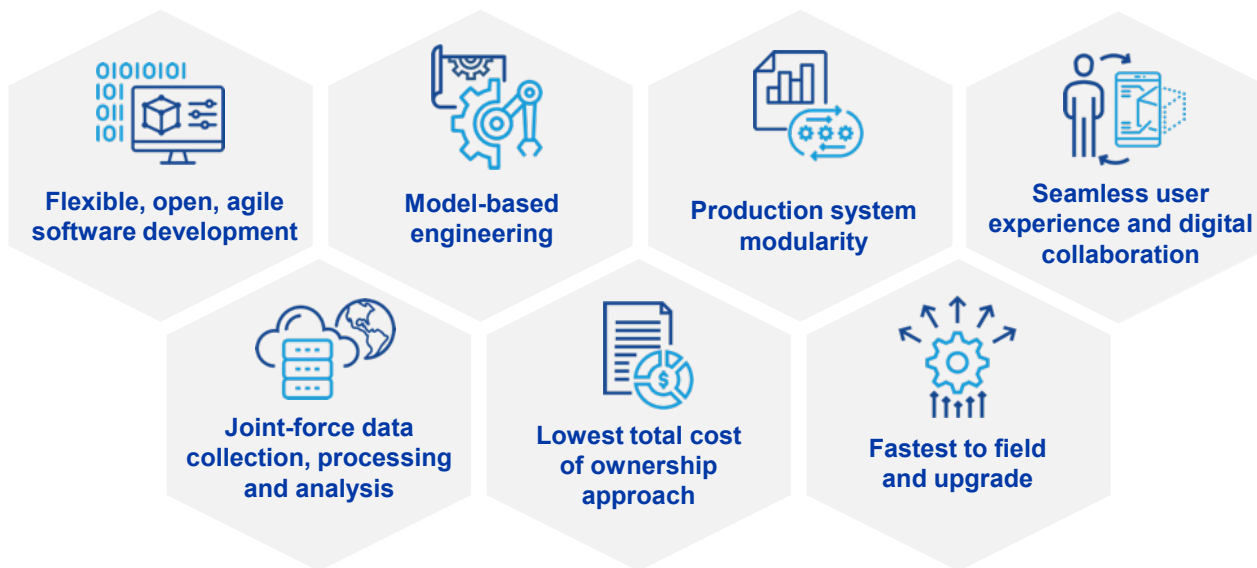 01010101
101
011
101
Flexible, open, agile
software development
Model-based
engineering
Production system
modularity
Seamless user
experience and digital
collaboration
Joint-force data
collection, processing
and analysis
$
Lowest total cost
of ownership
approach
Fastest to field
and upgrade